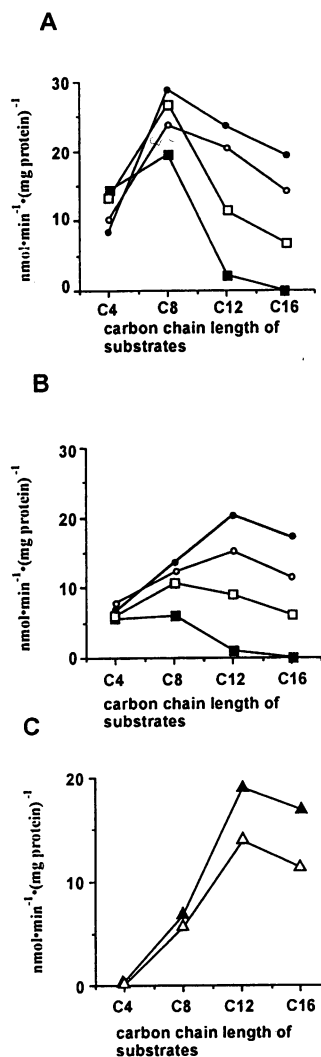 A
nmol•min-1•(mg protein)-1
30
20
10
0
C4 C8 C12 C16
carbon chain length of
substrates
B
nmol•min-1•(mg protein)-1
30
20
10
0
C4 C8 C12 C16
carbon chain length of
substrates
C
nmol•min-1•(mg protein)-1
20
10
0
C4 C8 C12 C16
carbon chain length of
substrates